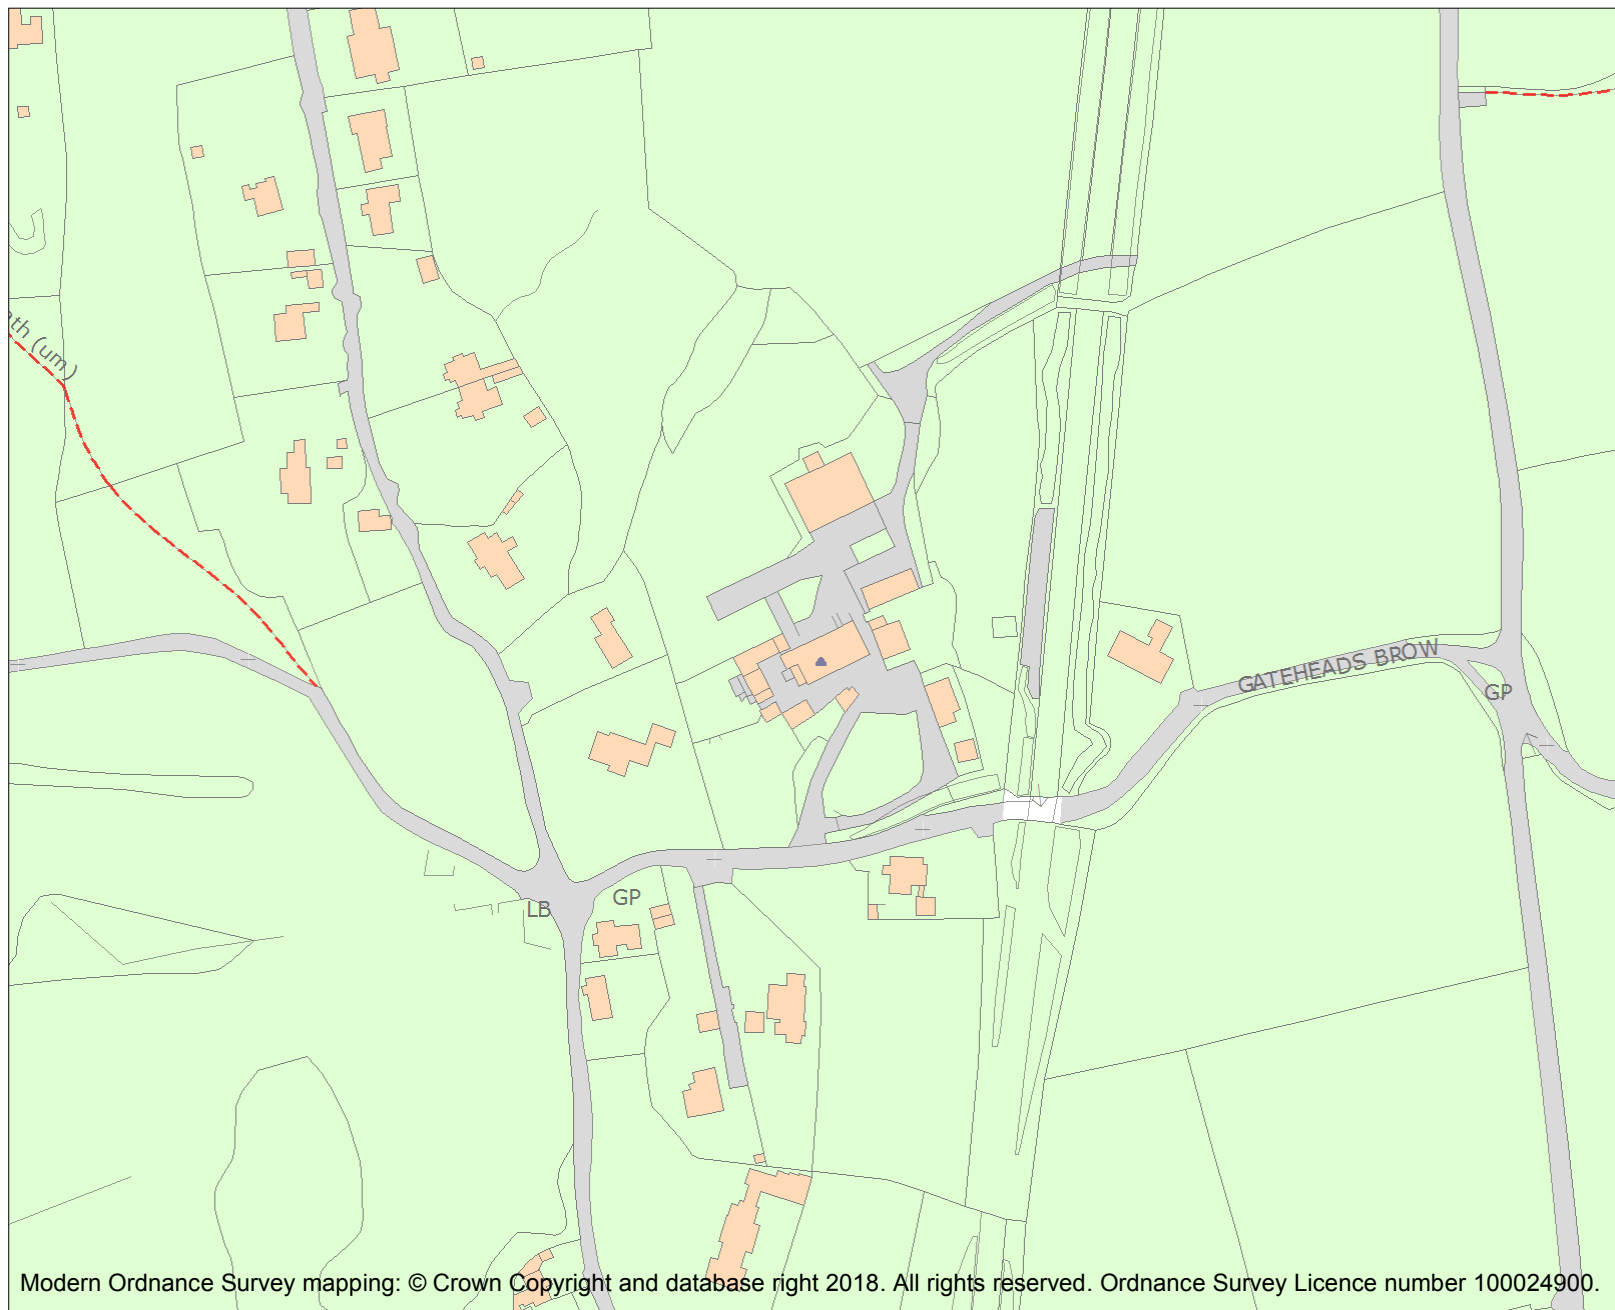 ath (um)
GATEHEADS BROW
GP
GP
LB
Modern Ordnance Survey mapping: © Crown Copyright and database right 2018. All rights reserved. Ordnance Survey Licence number 100024900.